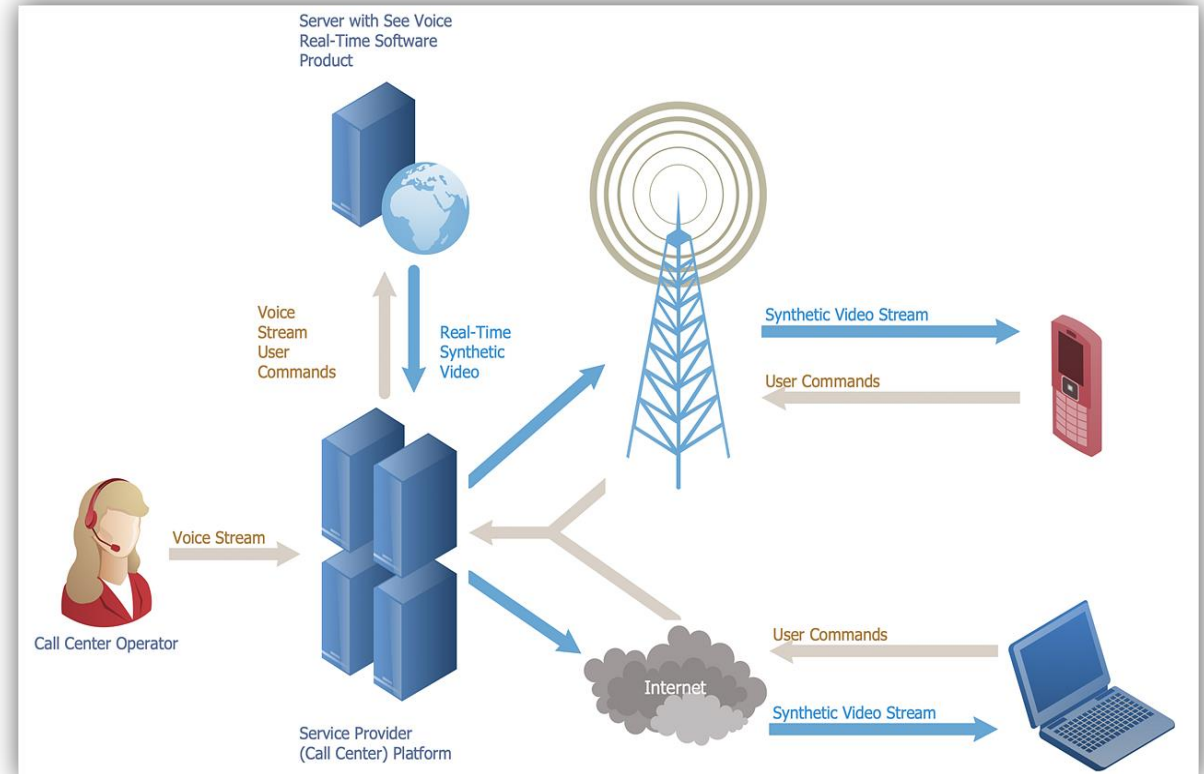 Server with See Voice
Real-Time Software
Product
Voice
Stream
User
Commands
Real-Time
Synthetic
Video
Synthetic Video Stream
User Commands
Voice Stream
Call Center Operator
Service Provider
(Call Center) Platform
Internet
User Commands
Synthetic Video Stream